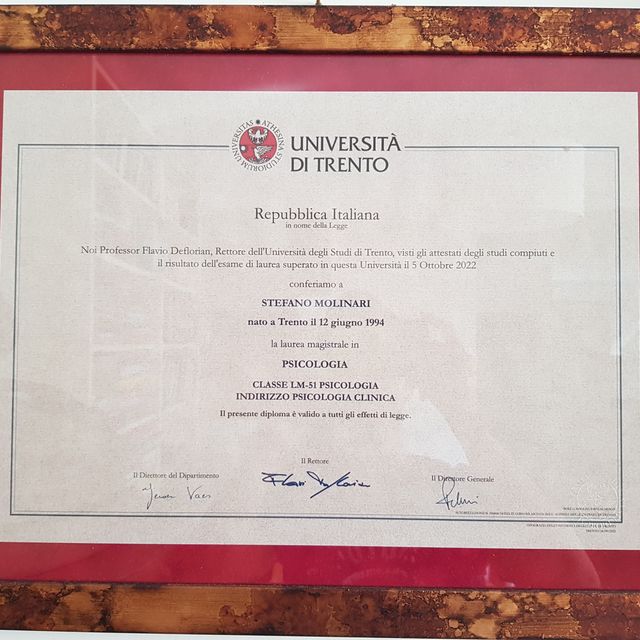 UNIVERSITÀ
DI TRENTO
ATHESINA STUDIORUM UNIVERSITAS
Repubblica Italiana
in nome della Legge
Noi Professor Flavio Deflorian, Rettore dell'Università degli Studi di Trento, visti gli attestati degli studi compiuti e
il risultato dell'esame di laurea superato in questa Università il 5 Ottobre 2022
conferiamo a
STEFANO MOLINARI
nato a Trento il 12 giugno 1994
la laurea magistrale in
PSICOLOGIA
CLASSE LM-51 PSICOLOGIA
INDIRIZZO PSICOLOGIA CLINICA
Il presente diploma è valido a tutti gli effetti di legge.
Il Rettore
Il Direttore del Dipartimento
Il Direttore Generale